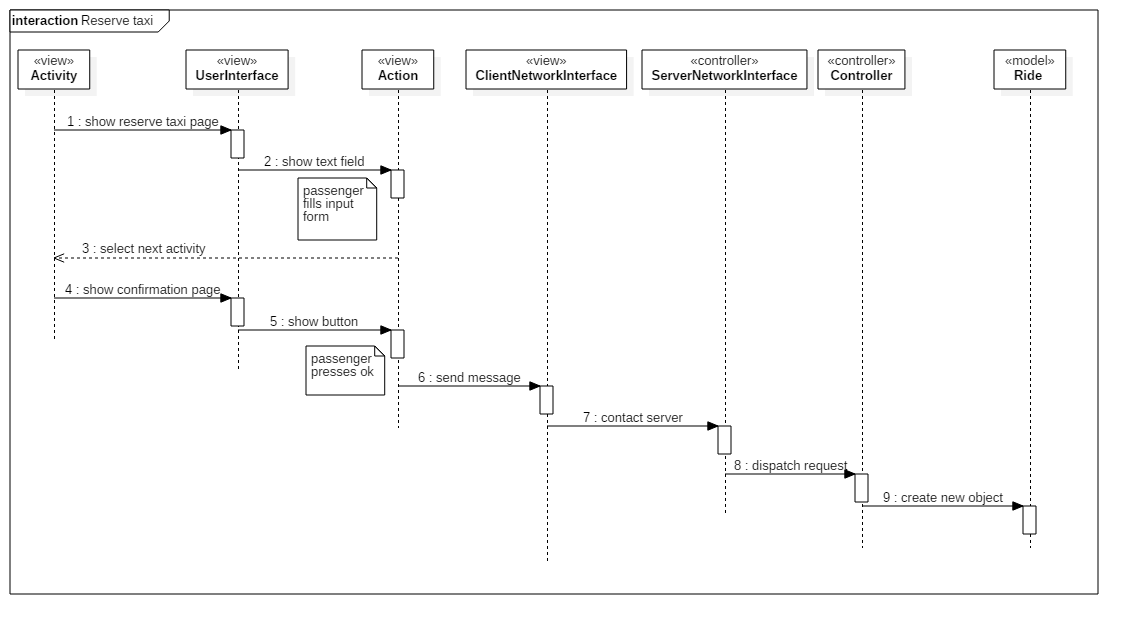 interaction Reserve taxi
«view»
Activity
«view»
UserInterface
«view»
Action
«view»
ClientNetworkInterface
«controller»
ServerNetworkInterface
«controller»
Controller
«model»
Ride
1 : show reserve taxi page
2 : show text field
passenger
fills input
form
3 : select next activity
4 : show confirmation page
5 : show button
passenger
presses ok
6 : send message
7 : contact server
8 : dispatch request
9 : create new object